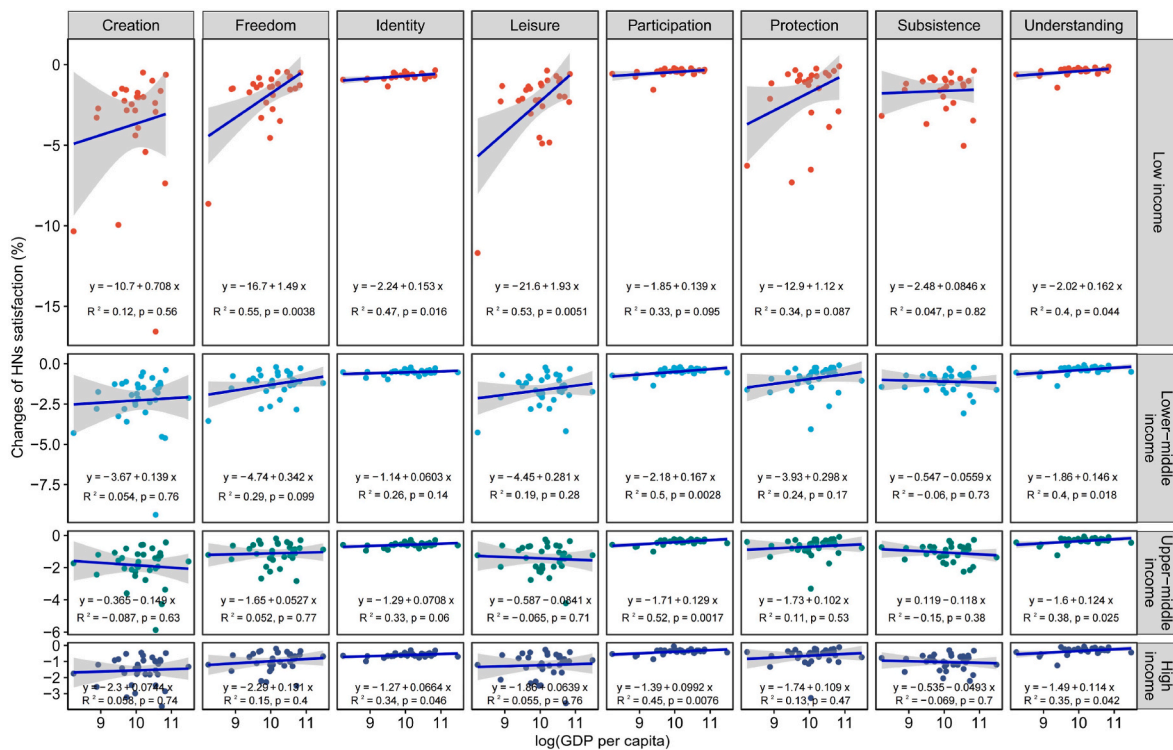 Creation Freedom Identity Leisure Participation Protection Subsistence Understanding
Changes of HNs satisfaction (%)
0
−5
−10
−15
y = −10.7 + 0.708 x y = −16.7 + 1.49 x y = −2.24 + 0.153 x y = −21.6 + 1.93 x y = −1.85 + 0.139 x y = −12.9 + 1.12 x y = −2.48 + 0.0846 x y = −2.02 + 0.162 x
R² = 0.12, p = 0.56 R² = 0.55, p = 0.0038 R² = 0.47, p = 0.016 R² = 0.53, p = 0.0051 R² = 0.33, p = 0.095 R² = 0.34, p = 0.087 R² = 0.047, p = 0.82 R² = 0.4, p = 0.044
Low income
0.0
−2.5
−5.0
−7.5
y = −3.67 + 0.139 x y = −4.74 + 0.342 x y = −1.14 + 0.0603 x y = −4.45 + 0.281 x y = −2.18 + 0.167 x y = −3.93 + 0.298 x y = −0.547 − 0.0559 x y = −1.86 + 0.146 x
R² = 0.054, p = 0.76 R² = 0.29, p = 0.099 R² = 0.26, p = 0.14 R² = 0.19, p = 0.28 R² = 0.5, p = 0.0028 R² = 0.24, p = 0.17 R² = −0.06, p = 0.73 R² = 0.4, p = 0.018
Lower−middle
income
0
−2
−4
−6
y = −0.365 − 0.149 x y = −1.65 + 0.0527 x y = −1.29 + 0.0708 x y = −0.587 − 0.0841 x y = −1.71 + 0.129 x y = −1.73 + 0.102 x y = 0.119 − 0.118 x y = −1.6 + 0.124 x
R² = −0.087, p = 0.63 R² = 0.052, p = 0.77 R² = 0.33, p = 0.06 R² = −0.065, p = 0.71 R² = 0.52, p = 0.0017 R² = 0.11, p = 0.53 R² = −0.15, p = 0.38 R² = 0.38, p = 0.025
Upper−middle
income
0
−1
−2
−3
y = −2.3 + 0.0744 x y = −2.29 + 0.131 x y = −1.27 + 0.0664 x y = −1.86 + 0.0639 x y = −1.39 + 0.0992 x y = −1.74 + 0.109 x y = −0.535 − 0.0493 x y = −1.49 + 0.114 x
R² = 0.058, p = 0.74 R² = 0.15, p = 0.4 R² = 0.34, p = 0.046 R² = 0.055, p = 0.76 R² = 0.45, p = 0.0076 R² = 0.13, p = 0.47 R² = −0.069, p = 0.7 R² = 0.35, p = 0.042
High
income
9 10 11 9 10 11 9 10 11 9 10 11 9 10 11 9 10 11 9 10 11 9 10 11
log(GDP per capita)